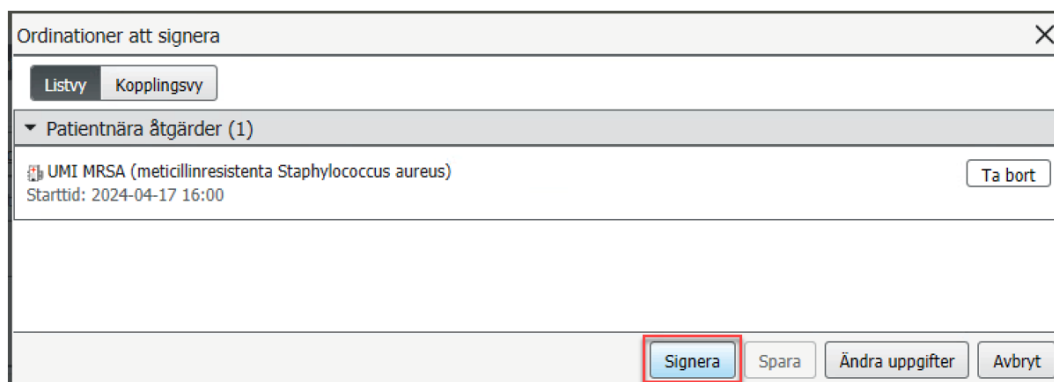 Ordinationer att signera
Listvy Kopplingsvy
Patientnära åtgärder (1)
UMI MRSA (meticillinresistenta Staphylococcus aureus)
Ta bort
Starttid: 2024-04-17 16:00
Signera Spara Ändra uppgifter Avbryt